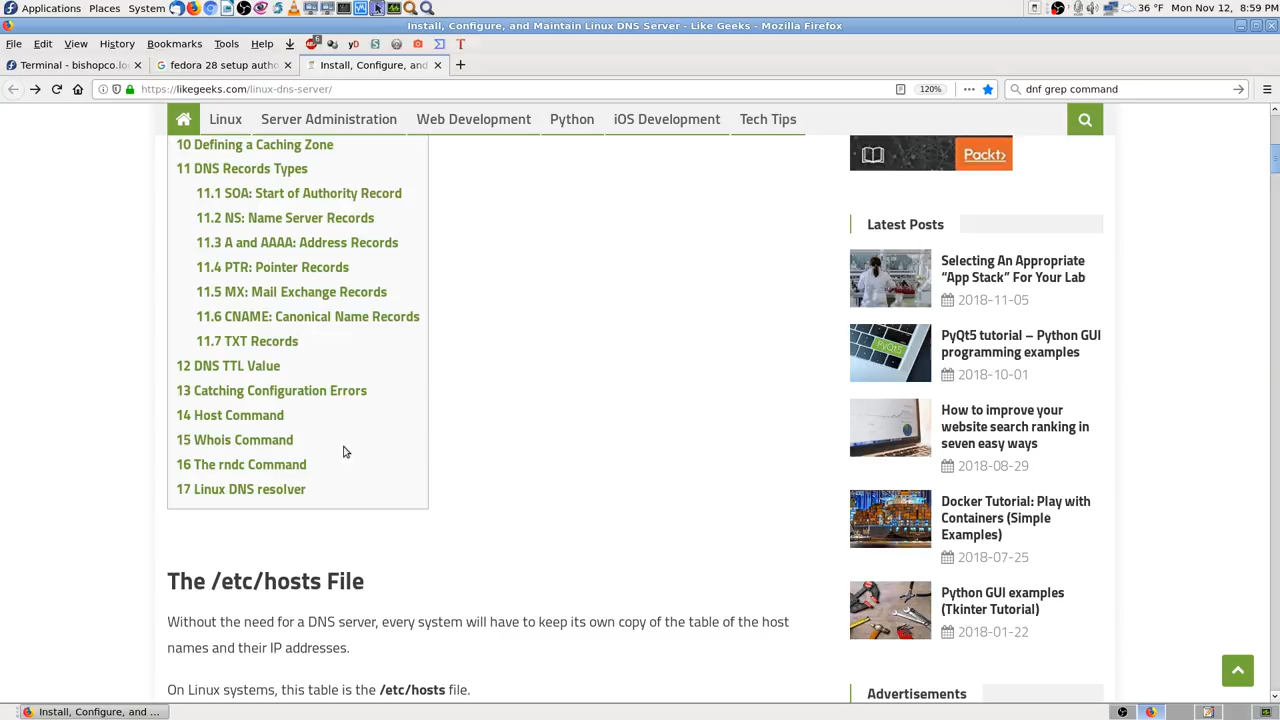 Applications Places System
36 °F Mon Nov 12, 8:59 PM
Install, Configure, and Maintain Linux DNS Server - Like Geeks - Mozilla Firefox
File Edit View History Bookmarks Tools Help
Terminal - bishopco.lo
fedora 28 setup autho
Install, Configure, and
https://likegeeks.com/linux-dns-server/
120%
dnf grep command
Linux Server Administration Web Development Python iOS Development Tech Tips
10 Defining a Caching Zone
11 DNS Records Types
11.1 SOA: Start of Authority Record
11.2 NS: Name Server Records
11.3 A and AAAA: Address Records
11.4 PTR: Pointer Records
11.5 MX: Mail Exchange Records
11.6 CNAME: Canonical Name Records
11.7 TXT Records
12 DNS TTL Value
13 Catching Configuration Errors
14 Host Command
15 Whois Command
16 The rndc Command
17 Linux DNS resolver
The /etc/hosts File
Without the need for a DNS server, every system will have to keep its own copy of the table of the host
names and their IP addresses.
On Linux systems, this table is the /etc/hosts file.
Packt>
Latest Posts
Selecting An Appropriate
“App Stack” For Your Lab
2018-11-05
PyQt5 tutorial – Python GUI
programming examples
2018-10-01
How to improve your
website search ranking in
seven easy ways
2018-08-29
Docker Tutorial: Play with
Containers (Simple
Examples)
2018-07-25
Python GUI examples
(Tkinter Tutorial)
2018-01-22
Advertisements
Install, Configure, and ...